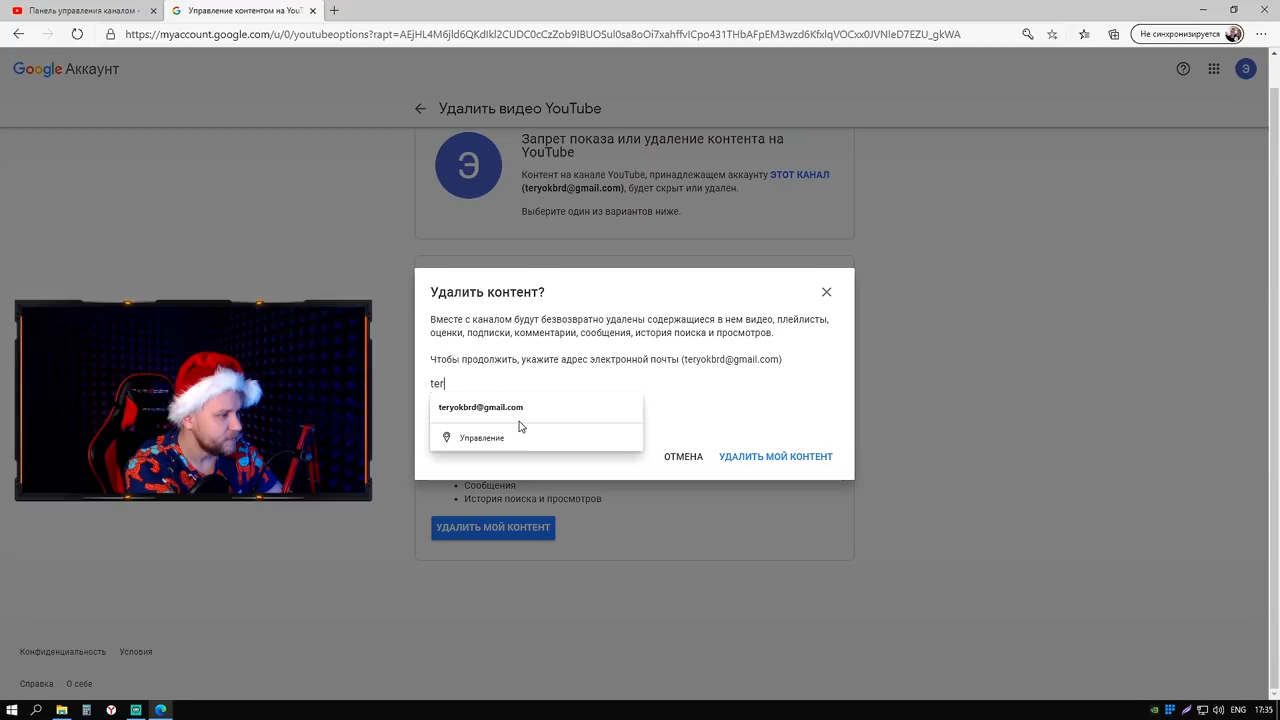 Панель управления каналом -
Управление контентом на YouT
https://myaccount.google.com/u/0/youtubeoptions?rapt=AEjHL4M6jld6QKdIkl2CUDC0cCzZob9IBUOSul0sa8oOi7xahffvICpo431THbAFpEM3wzd6KfxIqVOCxx0JVNleD7EZU_gkWA
Не синхронизируется
Google Аккаунт
Э
Удалить видео YouTube
Э
Запрет показа или удаление контента на
YouTube
Контент на канале YouTube, принадлежащем аккаунту ЭТОТ КАНАЛ
(teryokbrd@gmail.com), будет скрыт или удален.
Выберите один из вариантов ниже.
Удалить контент?
Вместе с каналом будут безвозвратно удалены содержащиеся в нем видео, плейлисты,
оценки, подписки, комментарии, сообщения, история поиска и просмотров.
Чтобы продолжить, укажите адрес электронной почты (teryokbrd@gmail.com)
ter
teryokbrd@gmail.com
Управление
ОТМЕНА
УДАЛИТЬ МОЙ КОНТЕНТ
Сообщения
История поиска и просмотров
УДАЛИТЬ МОЙ КОНТЕНТ
Конфиденциальность
Условия
Справка
О себе
ENG
17:35